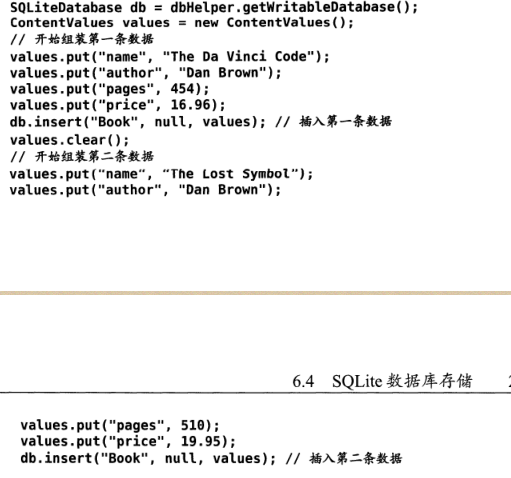 SQLiteDatabase db = dbHelper.getWritableDatabase();
ContentValues values = new ContentValues();
// 开始组装第一条数据
values.put("name", "The Da Vinci Code");
values.put("author", "Dan Brown");
values.put("pages", 454);
values.put("price", 16.96);
db.insert("Book", null, values); // 插入第一条数据
values.clear();
// 开始组装第二条数据
values.put("name", "The Lost Symbol");
values.put("author", "Dan Brown");
6.4 SQLite 数据库存储
values.put("pages", 510);
values.put("price", 19.95);
db.insert("Book", null, values); // 插入第二条数据